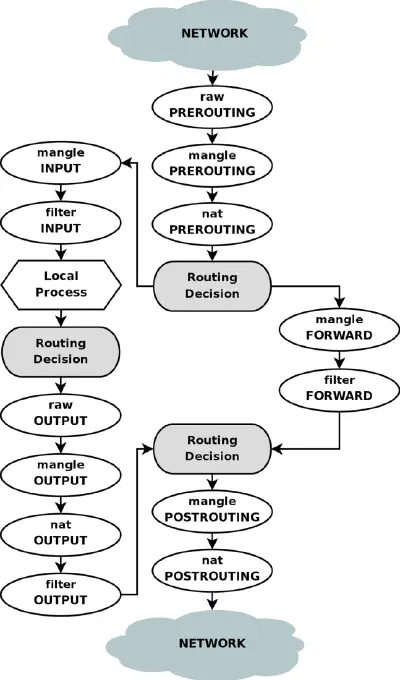 NETWORK
raw
PREROUTING
mangle
PREROUTING
nat
PREROUTING
Routing
Decision
mangle
INPUT
filter
INPUT
Local
Process
Routing
Decision
raw
OUTPUT
mangle
OUTPUT
nat
OUTPUT
filter
OUTPUT
mangle
FORWARD
filter
FORWARD
Routing
Decision
mangle
POSTROUTING
nat
POSTROUTING
NETWORK